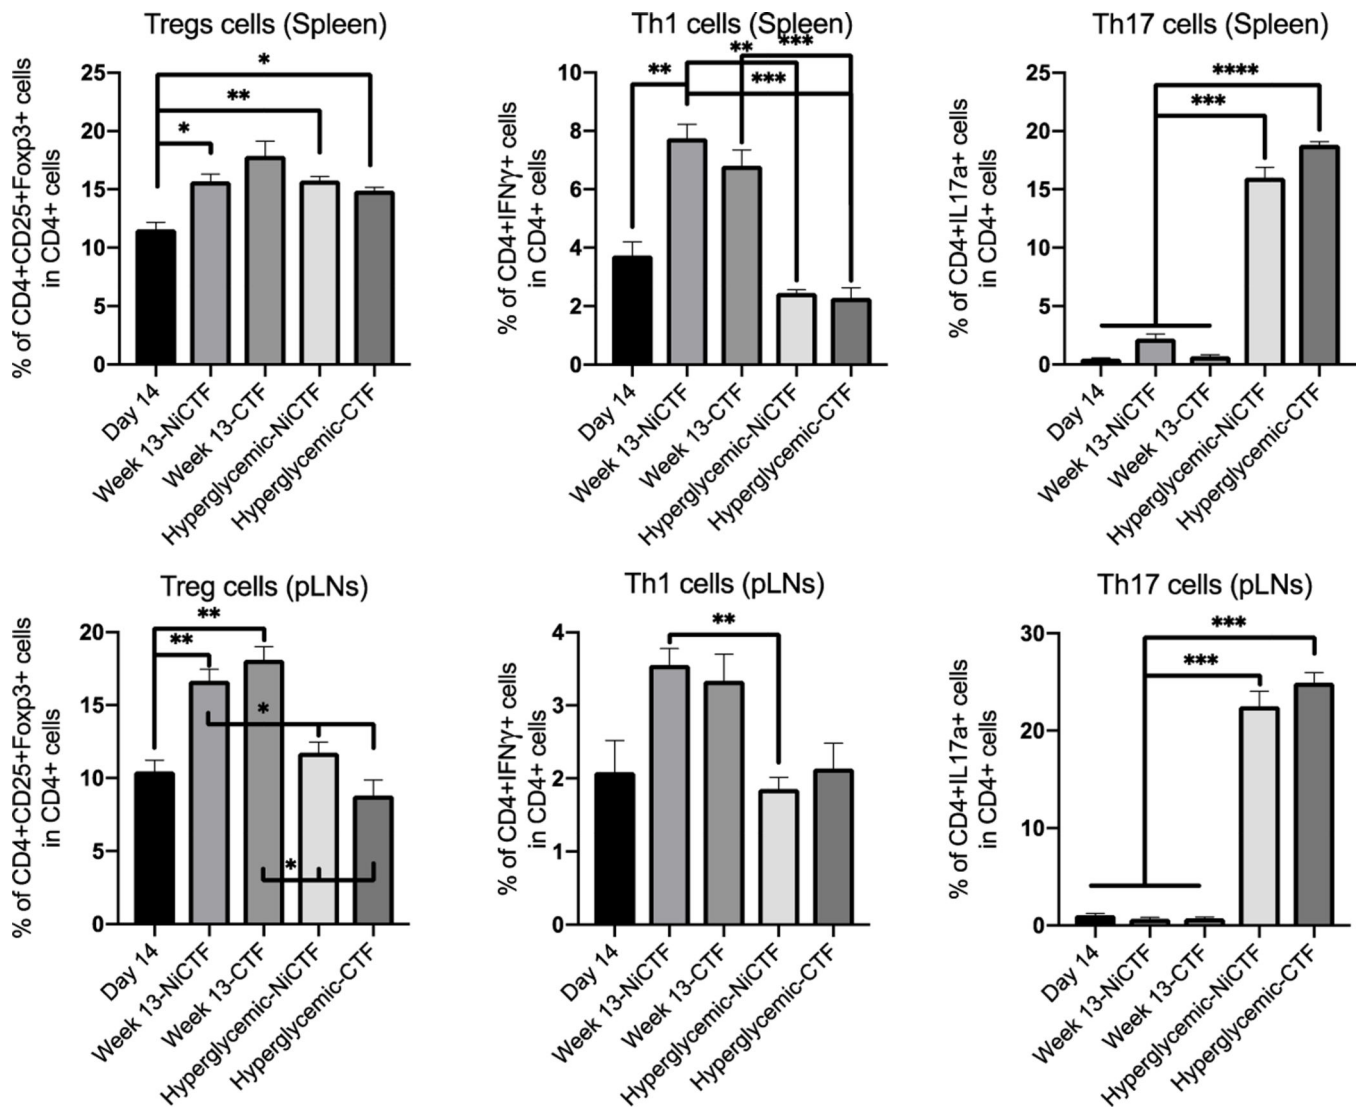 Tregs cells (Spleen)
% of CD4+CD25+Foxp3+ cells
in CD4+ cells
25
20
15
10
5
0
*
**
*
Day 14
Week 13-NiCTF
Week 13-CTF
Hyperglycemic-NiCTF
Hyperglycemic-CTF
Th1 cells (Spleen)
% of CD4+IFNγ+ cells
in CD4+ cells
10
8
6
4
2
0
**
**
***
***
Day 14
Week 13-NiCTF
Week 13-CTF
Hyperglycemic-NiCTF
Hyperglycemic-CTF
Th17 cells (Spleen)
% of CD4+IL17a+ cells
in CD4+ cells
25
20
15
10
5
0
****
***
Day 14
Week 13-NiCTF
Week 13-CTF
Hyperglycemic-NiCTF
Hyperglycemic-CTF
Treg cells (pLNs)
% of CD4+CD25+Foxp3+ cells
in CD4+ cells
20
15
10
5
0
**
**
*
*
Day 14
Week 13-NiCTF
Week 13-CTF
Hyperglycemic-NiCTF
Hyperglycemic-CTF
Th1 cells (pLNs)
% of CD4+IFNγ+ cells
in CD4+ cells
4
3
2
1
0
**
Day 14
Week 13-NiCTF
Week 13-CTF
Hyperglycemic-NiCTF
Hyperglycemic-CTF
Th17 cells (pLNs)
% of CD4+IL17a+ cells
in CD4+ cells
30
20
10
0
***
***
Day 14
Week 13-NiCTF
Week 13-CTF
Hyperglycemic-NiCTF
Hyperglycemic-CTF